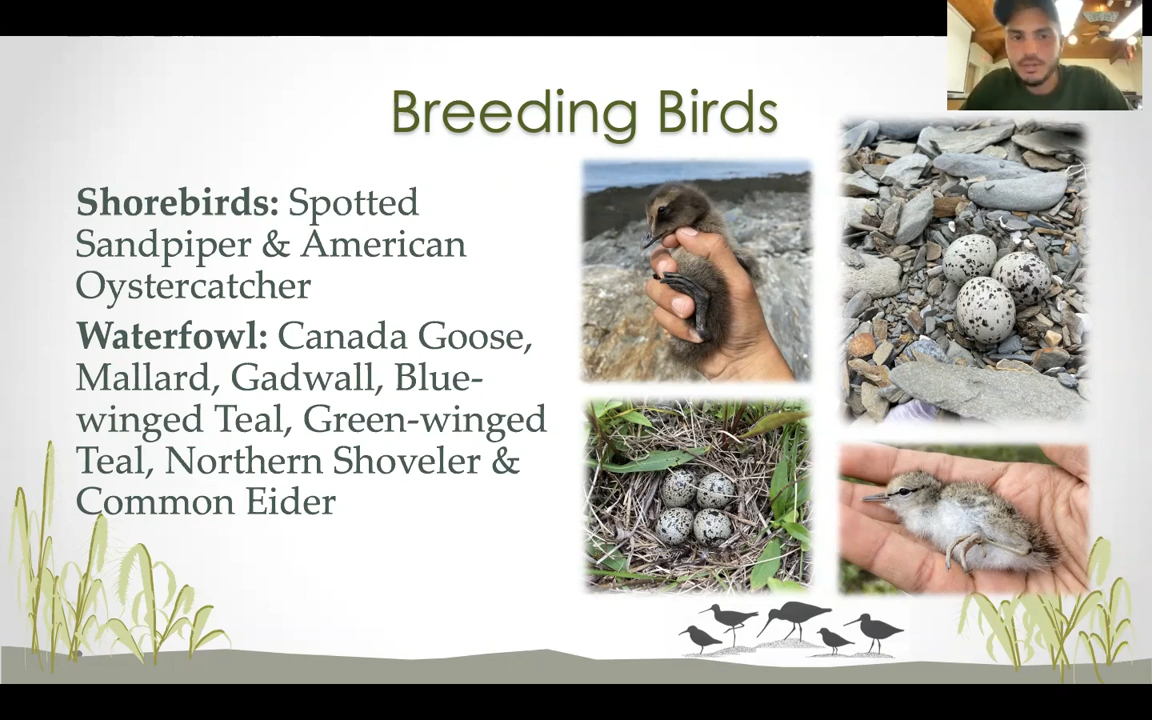 Breeding Birds
Shorebirds: Spotted
Sandpiper & American
Oystercatcher
Waterfowl: Canada Goose,
Mallard, Gadwall, Blue-
winged Teal, Green-winged
Teal, Northern Shoveler &
Common Eider